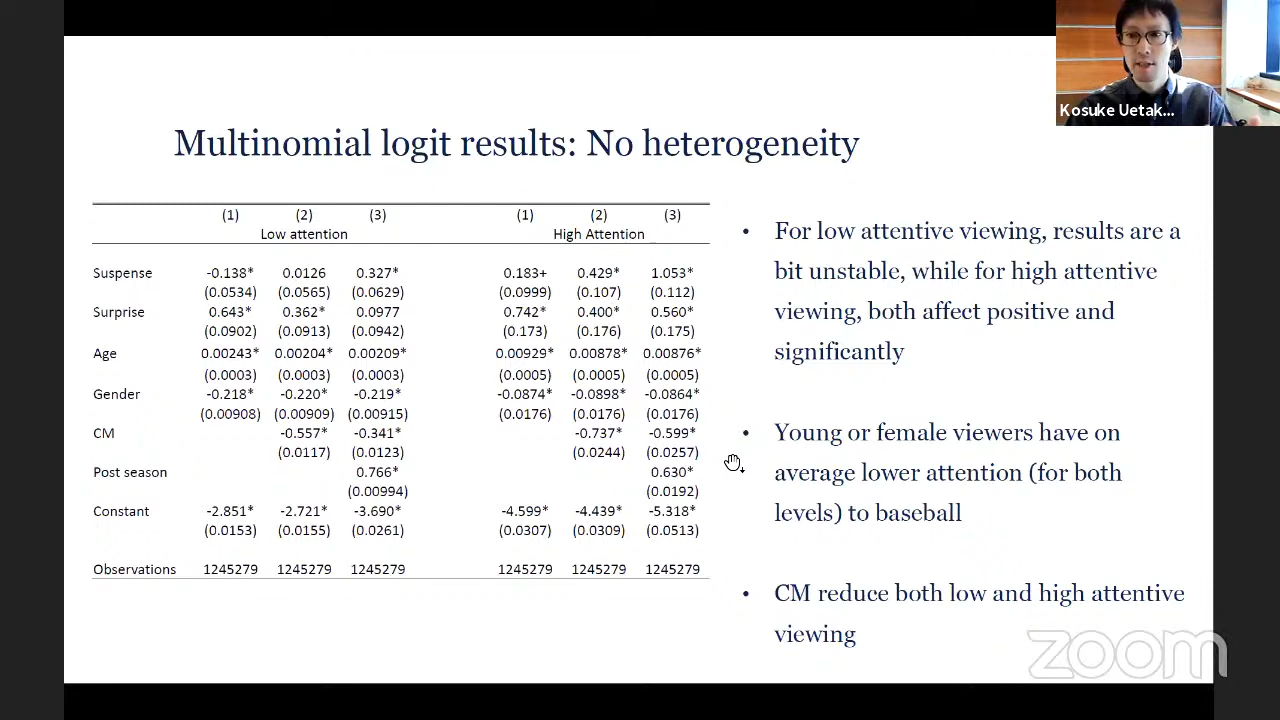 Kosuke Uetak...
Multinomial logit results: No heterogeneity
(1) (2) (3) (1) (2) (3)
Low attention High Attention
Suspense -0.138* 0.0126 0.327* 0.183+ 0.429* 1.053*
(0.0534) (0.0565) (0.0629) (0.0999) (0.107) (0.112)
Surprise 0.643* 0.362* 0.0977 0.742* 0.400* 0.560*
(0.0902) (0.0913) (0.0942) (0.173) (0.176) (0.175)
Age 0.00243* 0.00204* 0.00209* 0.00929* 0.00878* 0.00876*
(0.0003) (0.0003) (0.0003) (0.0005) (0.0005) (0.0005)
Gender -0.218* -0.220* -0.219* -0.0874* -0.0898* -0.0864*
(0.00908) (0.00909) (0.00915) (0.0176) (0.0176) (0.0176)
CM -0.557* -0.341* -0.737* -0.599*
(0.0117) (0.0123) (0.0244) (0.0257)
Post season 0.766* 0.630*
(0.00994) (0.0192)
Constant -2.851* -2.721* -3.690* -4.599* -4.439* -5.318*
(0.0153) (0.0155) (0.0261) (0.0307) (0.0309) (0.0513)
Observations 1245279 1245279 1245279 1245279 1245279 1245279
• For low attentive viewing, results are a
bit unstable, while for high attentive
viewing, both affect positive and
significantly
• Young or female viewers have on
average lower attention (for both
levels) to baseball
• CM reduce both low and high attentive
viewing
zoom